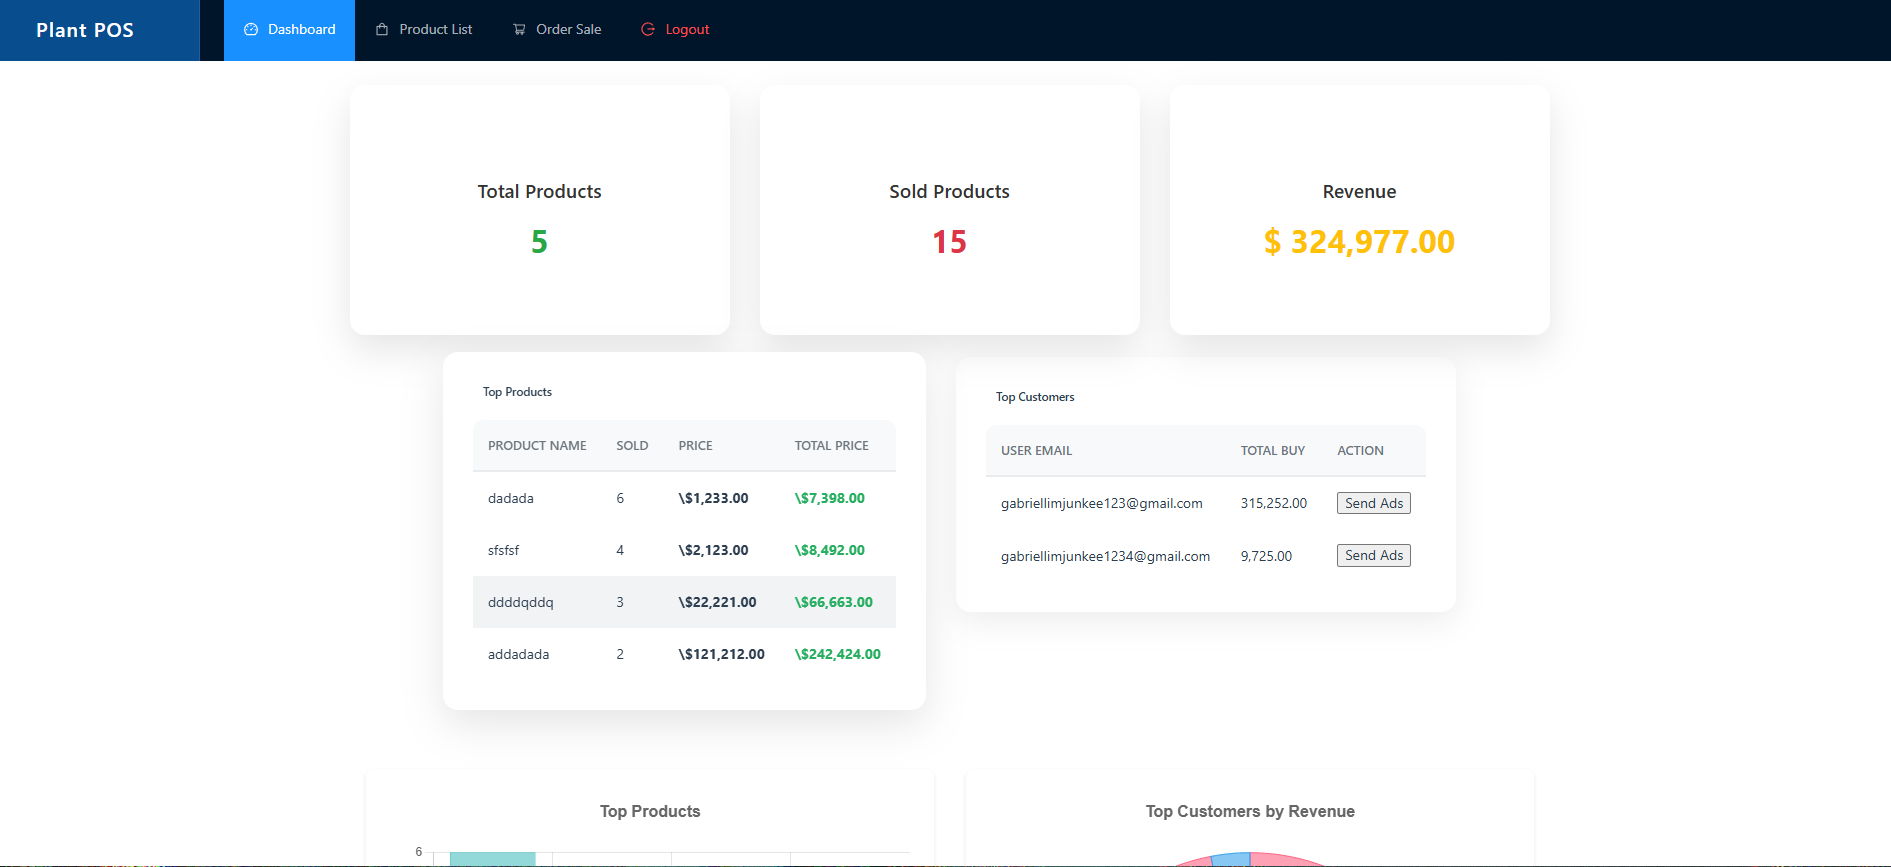 Plant POS
Dashboard
Product List
Order Sale
Logout
Total Products
5
Sold Products
15
Revenue
$ 324,977.00
Top Products
PRODUCT NAME SOLD PRICE TOTAL PRICE
dadada 6 \$1,233.00 \$7,398.00
sfsfsf 4 \$2,123.00 \$8,492.00
ddddqddq 3 \$22,221.00 \$66,663.00
addadada 2 \$121,212.00 \$242,424.00
Top Customers
USER EMAIL TOTAL BUY ACTION
gabriellimjunkee123@gmail.com 315,252.00 Send Ads
gabriellimjunkee1234@gmail.com 9,725.00 Send Ads
Top Products
6
Top Customers by Revenue